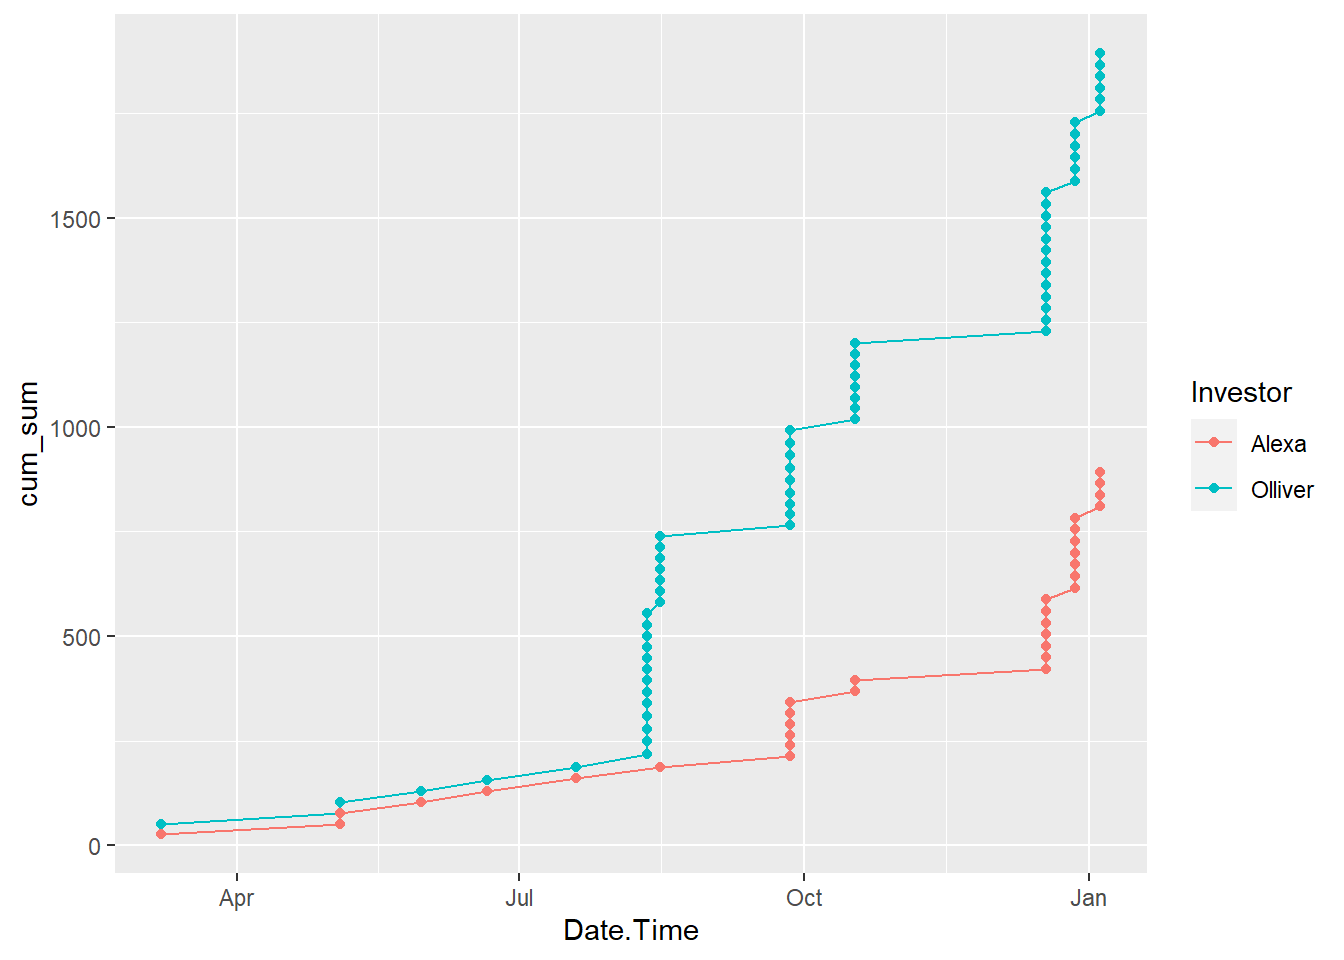 1500
1000
500
0
cum_sum
Apr
Jul
Oct
Jan
Date.Time
Investor
Alexa
Olliver